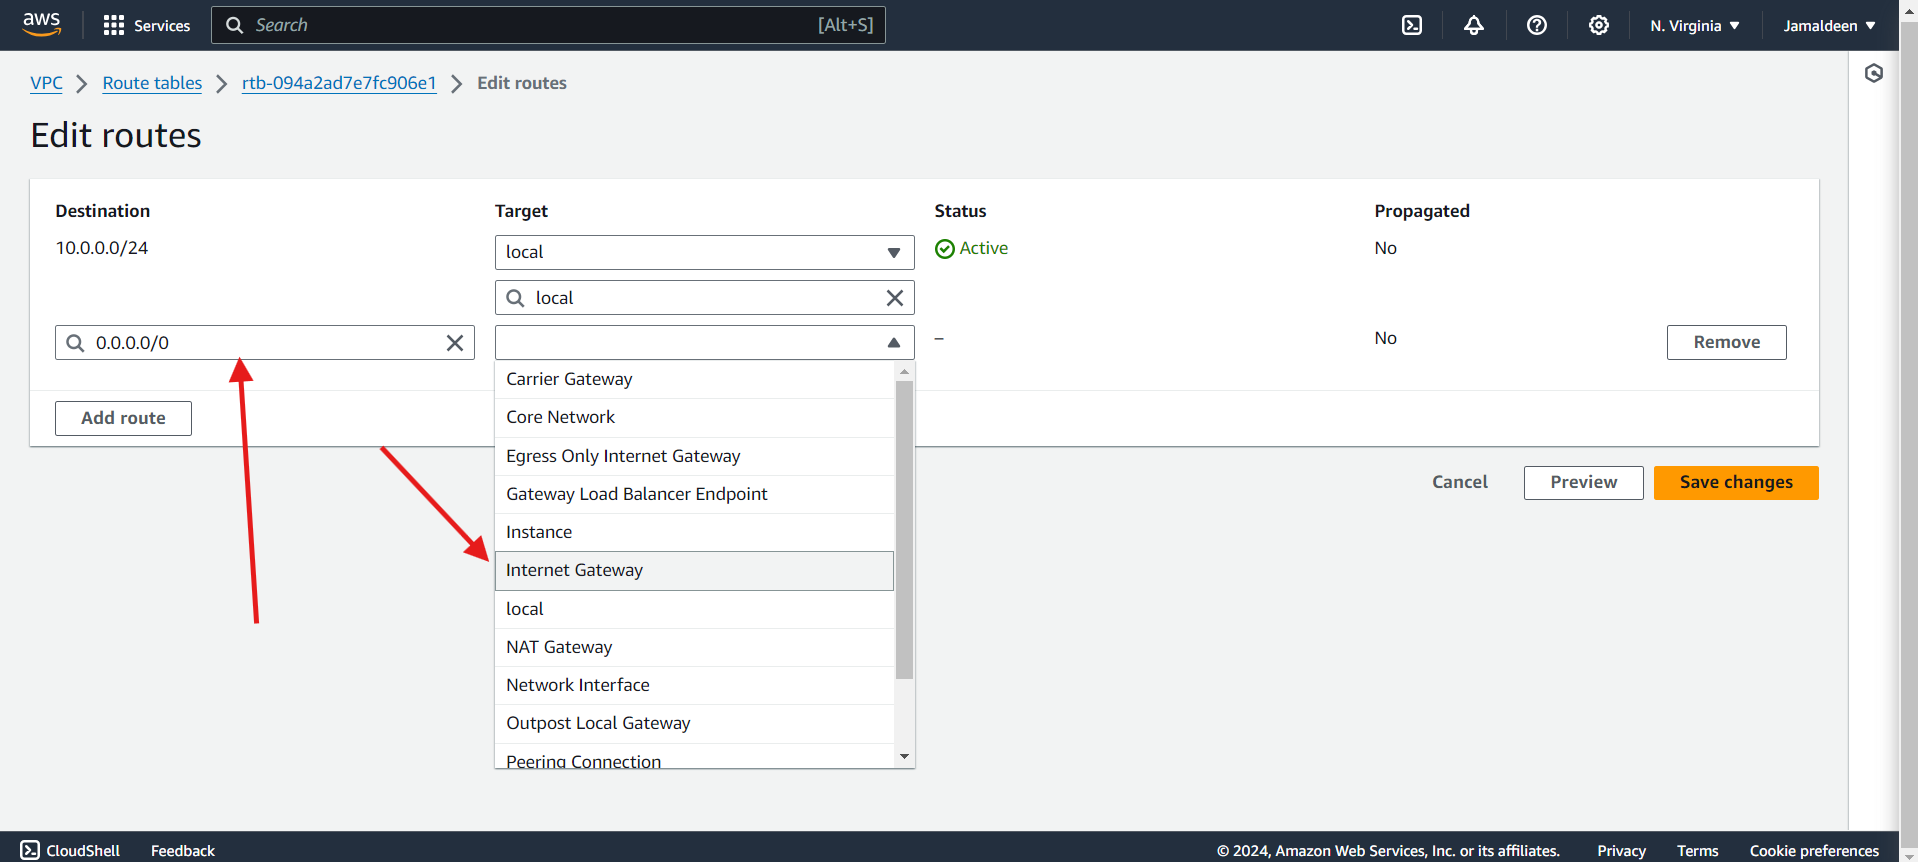 aws Services Search [Alt+S] N. Virginia Jamaldeen
VPC Route tables rtb-094a2ad7e7fc906e1 Edit routes
Edit routes
Destination Target Status Propagated
10.0.0.0/24 local Active No
local
0.0.0.0/0 – No Remove
Carrier Gateway
Add route
Core Network
Egress Only Internet Gateway
Cancel Preview Save changes
Gateway Load Balancer Endpoint
Instance
Internet Gateway
local
NAT Gateway
Network Interface
Outpost Local Gateway
Peering Connection
CloudShell Feedback © 2024, Amazon Web Services, Inc. or its affiliates. Privacy Terms Cookie preferences